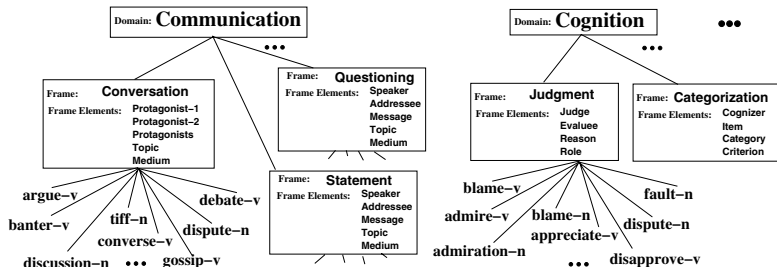 Domain: Communication
...
Frame: Conversation
Frame Elements: Protagonist-1
Protagonist-2
Protagonists
Topic
Medium
argue-v
banter-v
discussion-n
tiff-n
converse-v
...
gossip-v
dispute-n
debate-v
Frame: Questioning
Frame Elements: Speaker
Addressee
Message
Topic
Medium
Frame: Statement
Frame Elements: Speaker
Addressee
Message
Topic
Medium
Domain: Cognition
...
...
Frame: Judgment
Frame Elements: Judge
Evaluee
Reason
Role
blame-v
admire-v
admiration-n
blame-n
appreciate-v
...
disapprove-v
dispute-n
fault-n
Frame: Categorization
Frame Elements: Cognizer
Item
Category
Criterion